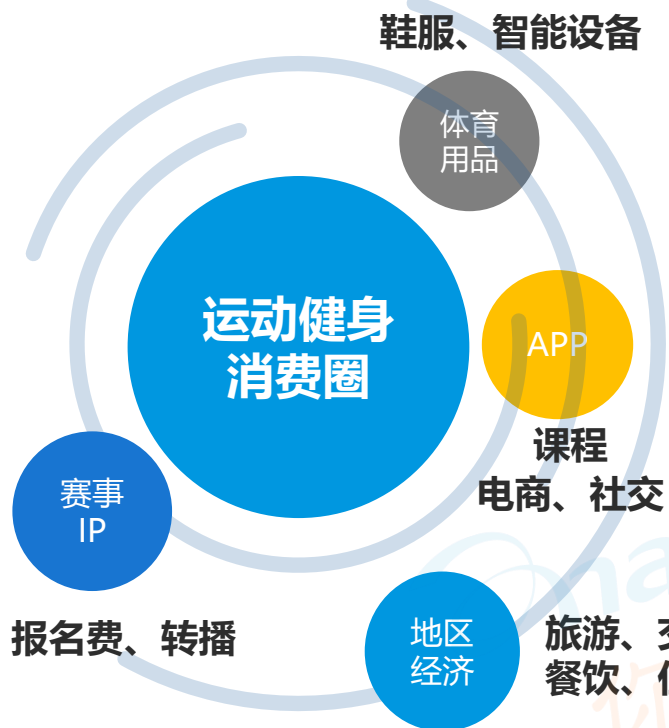 鞋服、智能设备
体育
用品
运动健身
消费圈
APP
课程
电商、社交
赛事
IP
报名费、转播
地区
经济
旅游、
餐饮、